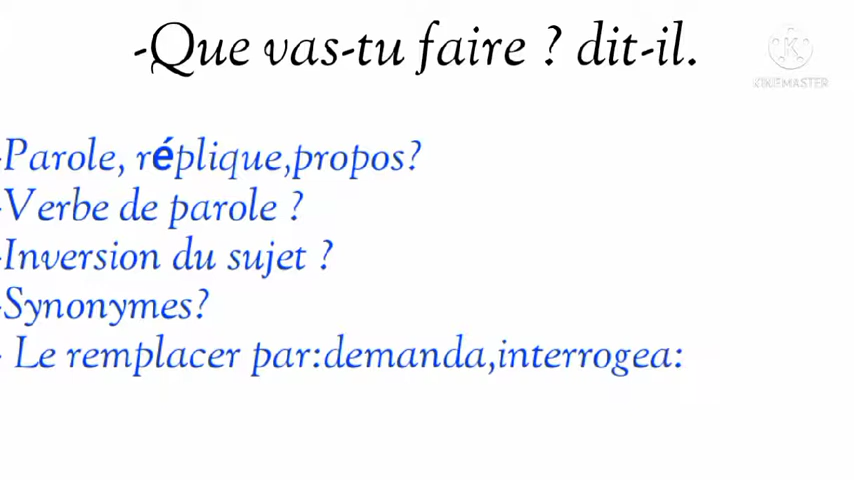 -Que vas-tu faire ? dit-il.
KINEMASTER
-Parole, réplique,propos?
-Verbe de parole ?
-Inversion du sujet ?
-Synonymes?
- Le remplacer par:demanda,interrogea: